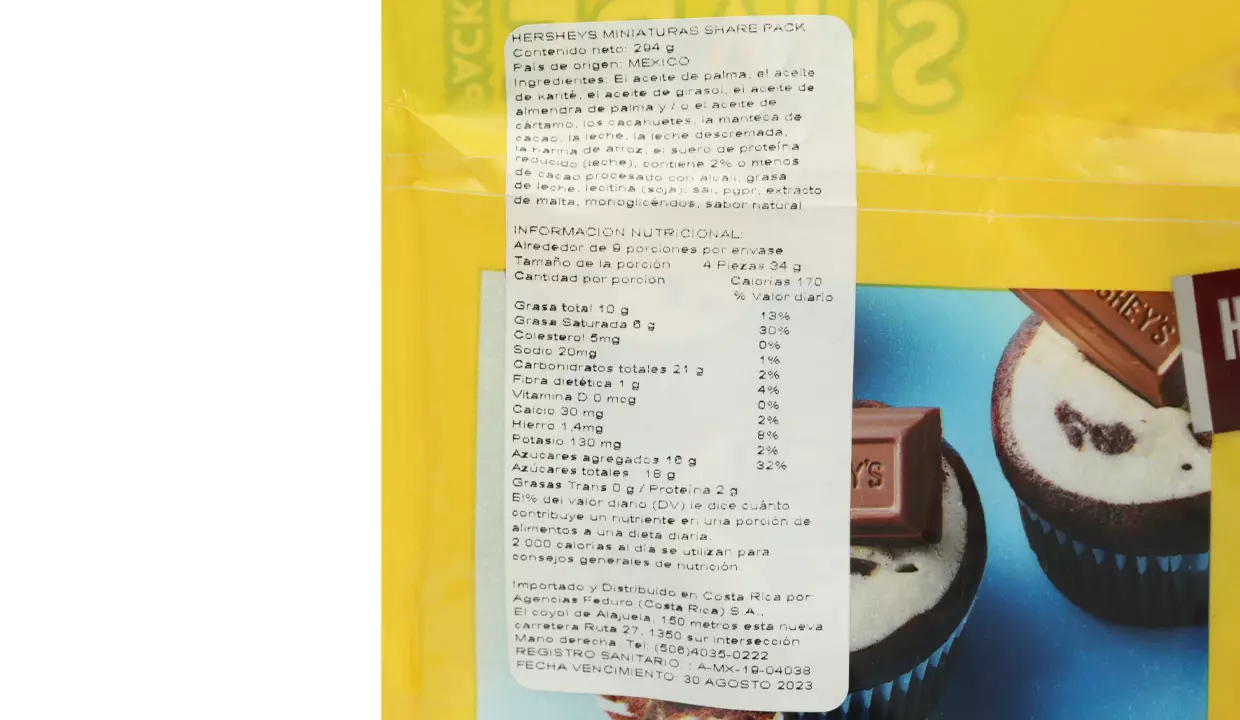 PACK
HERSHEYS MINIATURAS SHARE PACK
Contenido neto: 294 g
País de origen: MEXICO
Ingredientes: El aceite de palma, el aceite
de karité, el aceite de girasol, el aceite de
almendra de palma y / o el aceite de
cártamo, los cacahuetes, la manteca de
cacao, la leche, la leche descremada,
la harina de arroz, el suero de proteína
reducido (leche), contiene 2% o menos
de cacao procesado con álcali, grasa
de leche, lecitina (soja), sal, pgpr, extracto
de malta, monoglicéridos, sabor natural
INFORMACION NUTRICIONAL:
Alrededor de 9 porciones por envase
Tamaño de la porción 4 Piezas 34 g
Cantidad por porción Calorías 170
% Valor diario
Grasa total 10 g 13%
Grasa Saturada 6 g 30%
Colesterol 5mg 0%
Sodio 20mg 1%
Carbohidratos totales 21 g 2%
Fibra dietética 1 g 4%
Vitamina D 0 mcg 0%
Calcio 30 mg 2%
Hierro 1,4mg 8%
Potasio 130 mg 2%
Azucares agregados 16 g 32%
Azúcares totales 18 g
Grasas Trans 0 g / Proteína 2 g
El% del valor diario (DV) le dice cuánto
contribuye un nutriente en una porción de
alimentos a una dieta diaria.
2 000 calorías al día se utilizan para
consejos generales de nutrición.
Importado y Distribuido en Costa Rica por:
Agencias Feduro (Costa Rica) S.A.,
El coyol de Alajuela, 150 metros esta nueva
carretera Ruta 27, 1350 sur intersección
Mano derecha. Tel: (506)4035-0222
REGISTRO SANITARIO. : A-MX-19-04038
FECHA VENCIMIENTO: 30 AGOSTO 2023
HERSHEY'S
Y'S
H